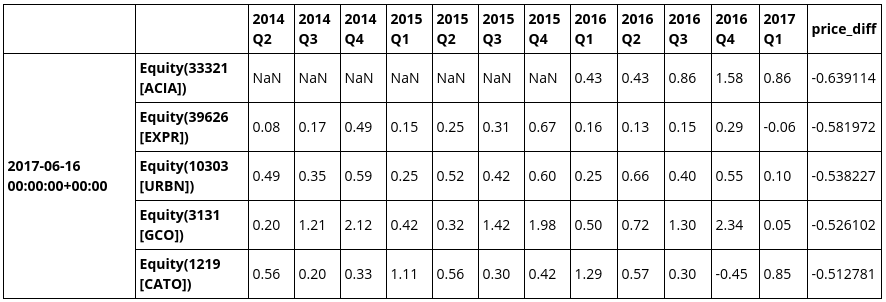 2014 Q2 2014 Q3 2014 Q4 2015 Q1 2015 Q2 2015 Q3 2015 Q4 2016 Q1 2016 Q2 2016 Q3 2016 Q4 2017 Q1 price_diff
2017-06-16 00:00:00+00:00
Equity(33321 [ACIA]) NaN NaN NaN NaN NaN NaN NaN 0.43 0.43 0.86 1.58 0.86 -0.639114
Equity(39626 [EXPR]) 0.08 0.17 0.49 0.15 0.25 0.31 0.67 0.16 0.13 0.15 0.29 -0.06 -0.581972
Equity(10303 [URBN]) 0.49 0.35 0.59 0.25 0.52 0.42 0.60 0.25 0.66 0.40 0.55 0.10 -0.538227
Equity(3131 [GCO]) 0.20 1.21 2.12 0.42 0.32 1.42 1.98 0.50 0.72 1.30 2.34 0.05 -0.526102
Equity(1219 [CATO]) 0.56 0.20 0.33 1.11 0.56 0.30 0.42 1.29 0.57 0.30 -0.45 0.85 -0.512781